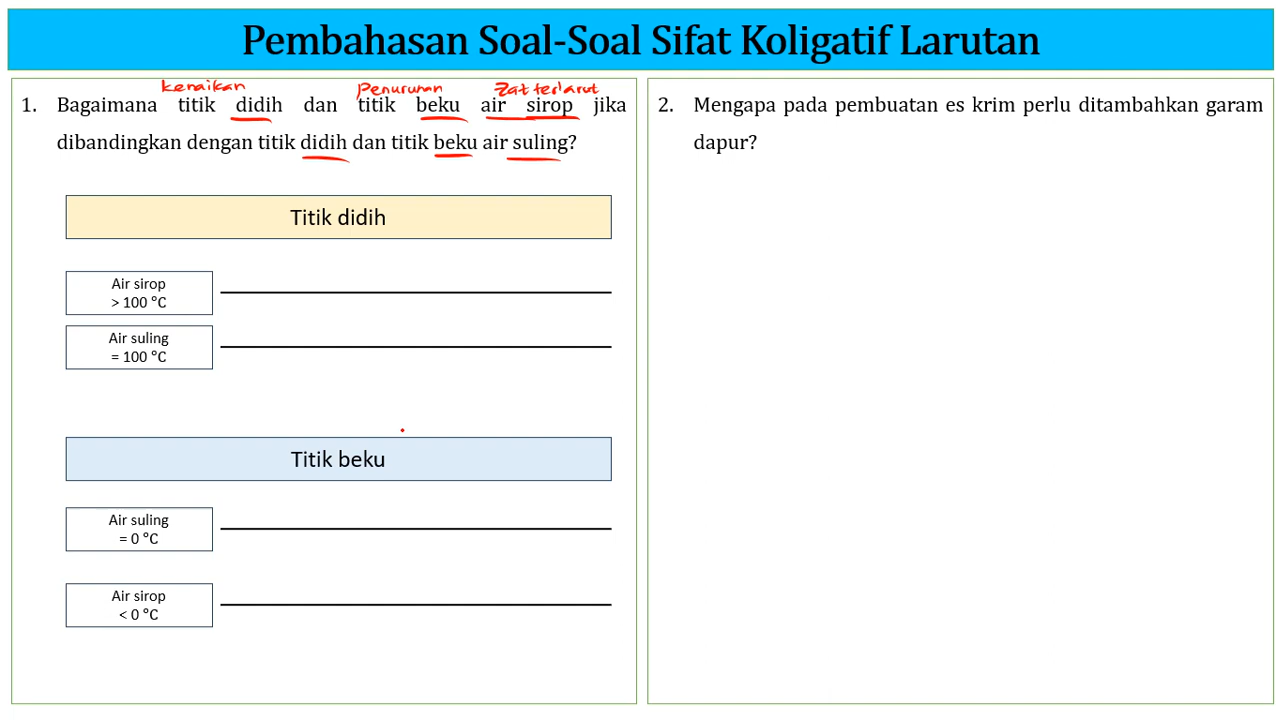 Pembahasan Soal-Soal Sifat Koligatif Larutan
kenaikan Penurunan Zat terlarut
1. Bagaimana titik didih dan titik beku air sirop jika
dibandingkan dengan titik didih dan titik beku air suling?
Titik didih
Air sirop
> 100 °C
Air suling
= 100 °C
Titik beku
Air suling
= 0 °C
Air sirop
< 0 °C
2. Mengapa pada pembuatan es krim perlu ditambahkan garam
dapur?